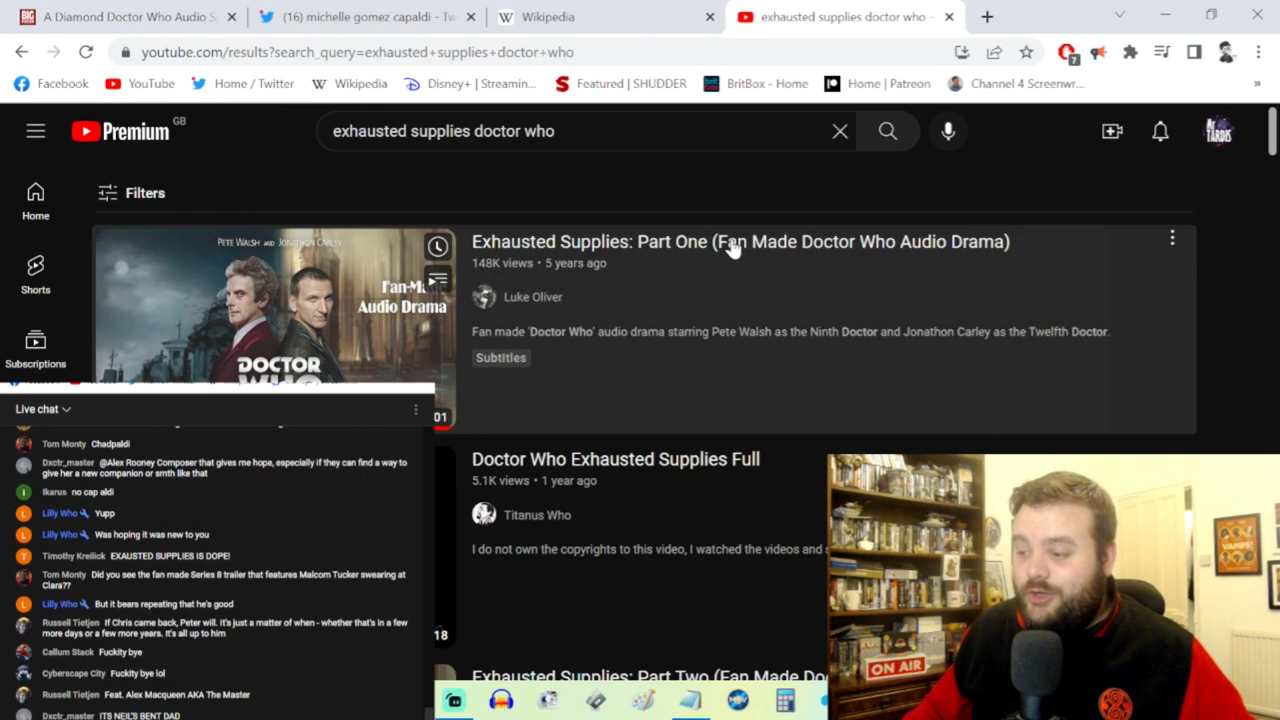 A Diamond Doctor Who Audio S
(16) michelle gomez capaldi - Tw
Wikipedia
exhausted supplies doctor who -
youtube.com/results?search_query=exhausted+supplies+doctor+who
7
Facebook
YouTube
Home / Twitter
Wikipedia
Disney+ | Streamin...
Featured | SHUDDER
BritBox - Home
Home | Patreon
Channel 4 Screenwr...
Premium GB
exhausted supplies doctor who
Home
Shorts
Subscriptions
Filters
PETE WALSH AND JONATHON CARLEY
Audio Drama
DOCTOR
WHO
01
Exhausted Supplies: Part One (Fan Made Doctor Who Audio Drama)
148K views • 5 years ago
Luke Oliver
Fan made 'Doctor Who' audio drama starring Pete Walsh as the Ninth Doctor and Jonathon Carley as the Twelfth Doctor.
Subtitles
Doctor Who Exhausted Supplies Full
5.1K views • 1 year ago
Titanus Who
I do not own the copyrights to this video, I watched the videos and
18
Exhausted Supplies: Part Two (Fan Made Do
Live chat
Tom Monty Chadpaldi
Dxctr_master @Alex Rooney Composer that gives me hope, especially if they can find a way to
give her a new companion or smth like that
Ikarus no cap aldi
Lilly Who Yupp
Lilly Who Was hoping it was new to you
Timothy Kreilick EXAUSTED SUPPLIES IS DOPE!
Tom Monty Did you see the fan made Series 8 trailer that features Malcom Tucker swearing at
Clara??
Lilly Who But it bears repeating that he's good
Russell Tietjen If Chris came back, Peter will. It's just a matter of when - whether that's in a few
more days or a few more years. It's all up to him
Callum Stack Fuckity bye
Cyberscape City Fuckity bye lol
Russell Tietjen Feat. Alex Macqueen AKA The Master
Dxctr_master ITS NEIL'S BENT DAD
VAMPS!
ON AIR